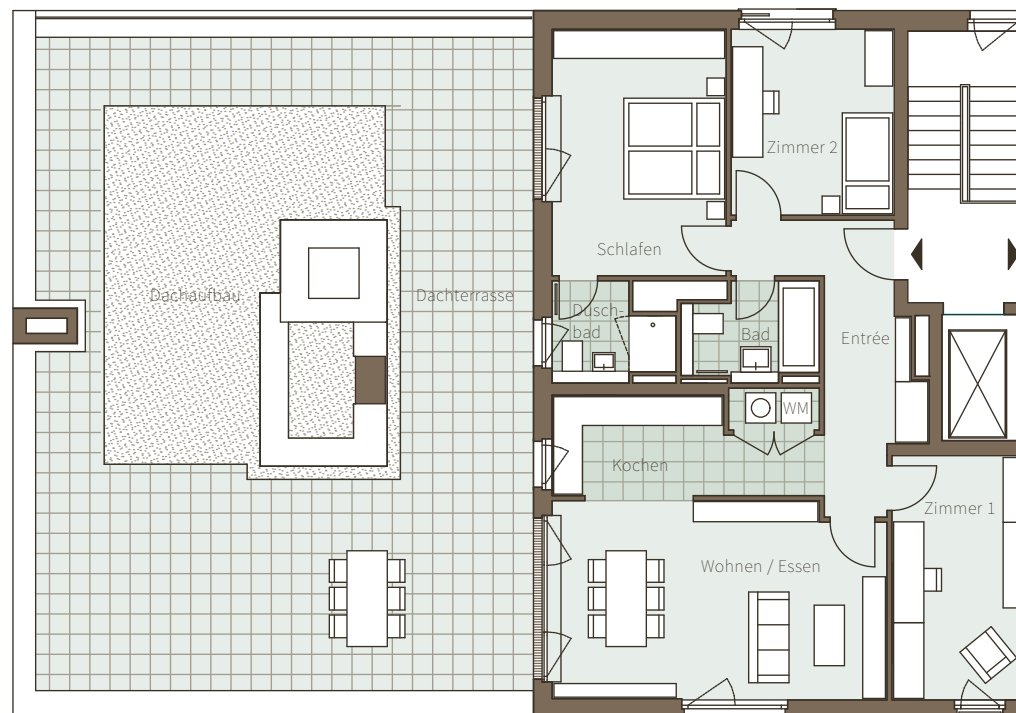 Zimmer 2
Schlafen
Dachaufbau
Dachterrasse
Dusch-
bad
Bad
Entrée
WM
Kochen
Zimmer 1
Wohnen / Essen